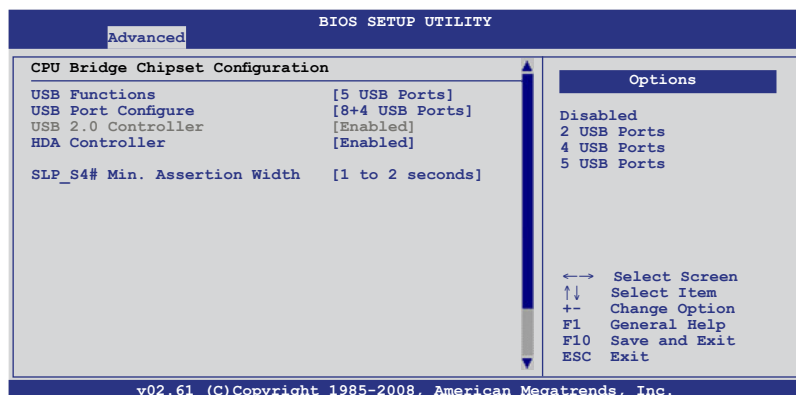 BIOS SETUP UTILITY
Advanced
CPU Bridge Chipset Configuration
USB Functions [5 USB Ports]
USB Port Configure [8+4 USB Ports]
USB 2.0 Controller [Enabled]
HDA Controller [Enabled]
SLP_S4# Min. Assertion Width [1 to 2 seconds]
Options
Disabled
2 USB Ports
4 USB Ports
5 USB Ports
←→ Select Screen
↑↓ Select Item
+- Change Option
F1 General Help
F10 Save and Exit
ESC Exit
v02.61 (C)Copyright 1985-2008, American Megatrends, Inc.